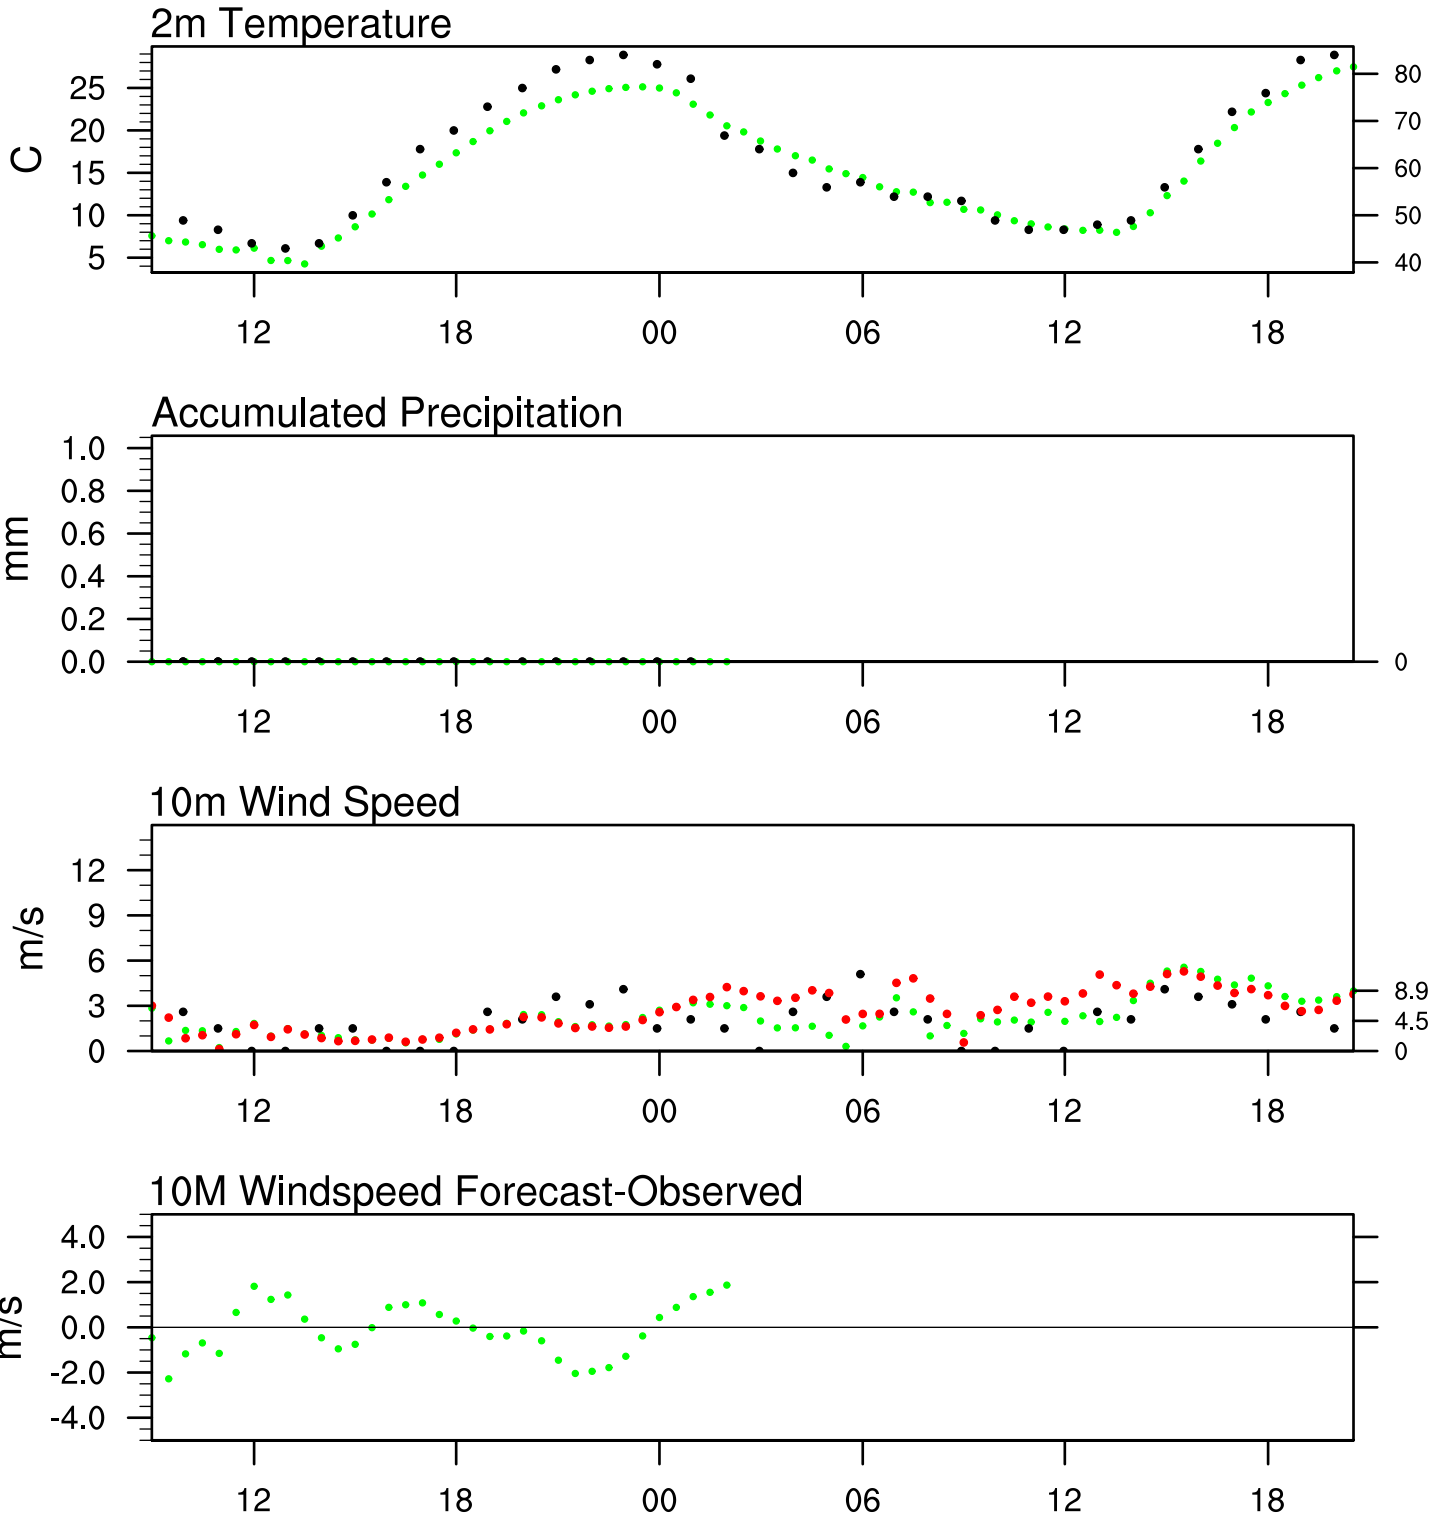 2m Temperature
C
25
20
15
10
5
80
70
60
50
40
12 18 00 06 12 18
Accumulated Precipitation
mm
1.0
0.8
0.6
0.4
0.2
0.0
0
12 18 00 06 12 18
10m Wind Speed
m/s
12
9
6
3
0
8.9
4.5
0
12 18 00 06 12 18
10M Windspeed Forecast-Observed
m/s
4.0
2.0
0.0
-2.0
-4.0
12 18 00 06 12 18